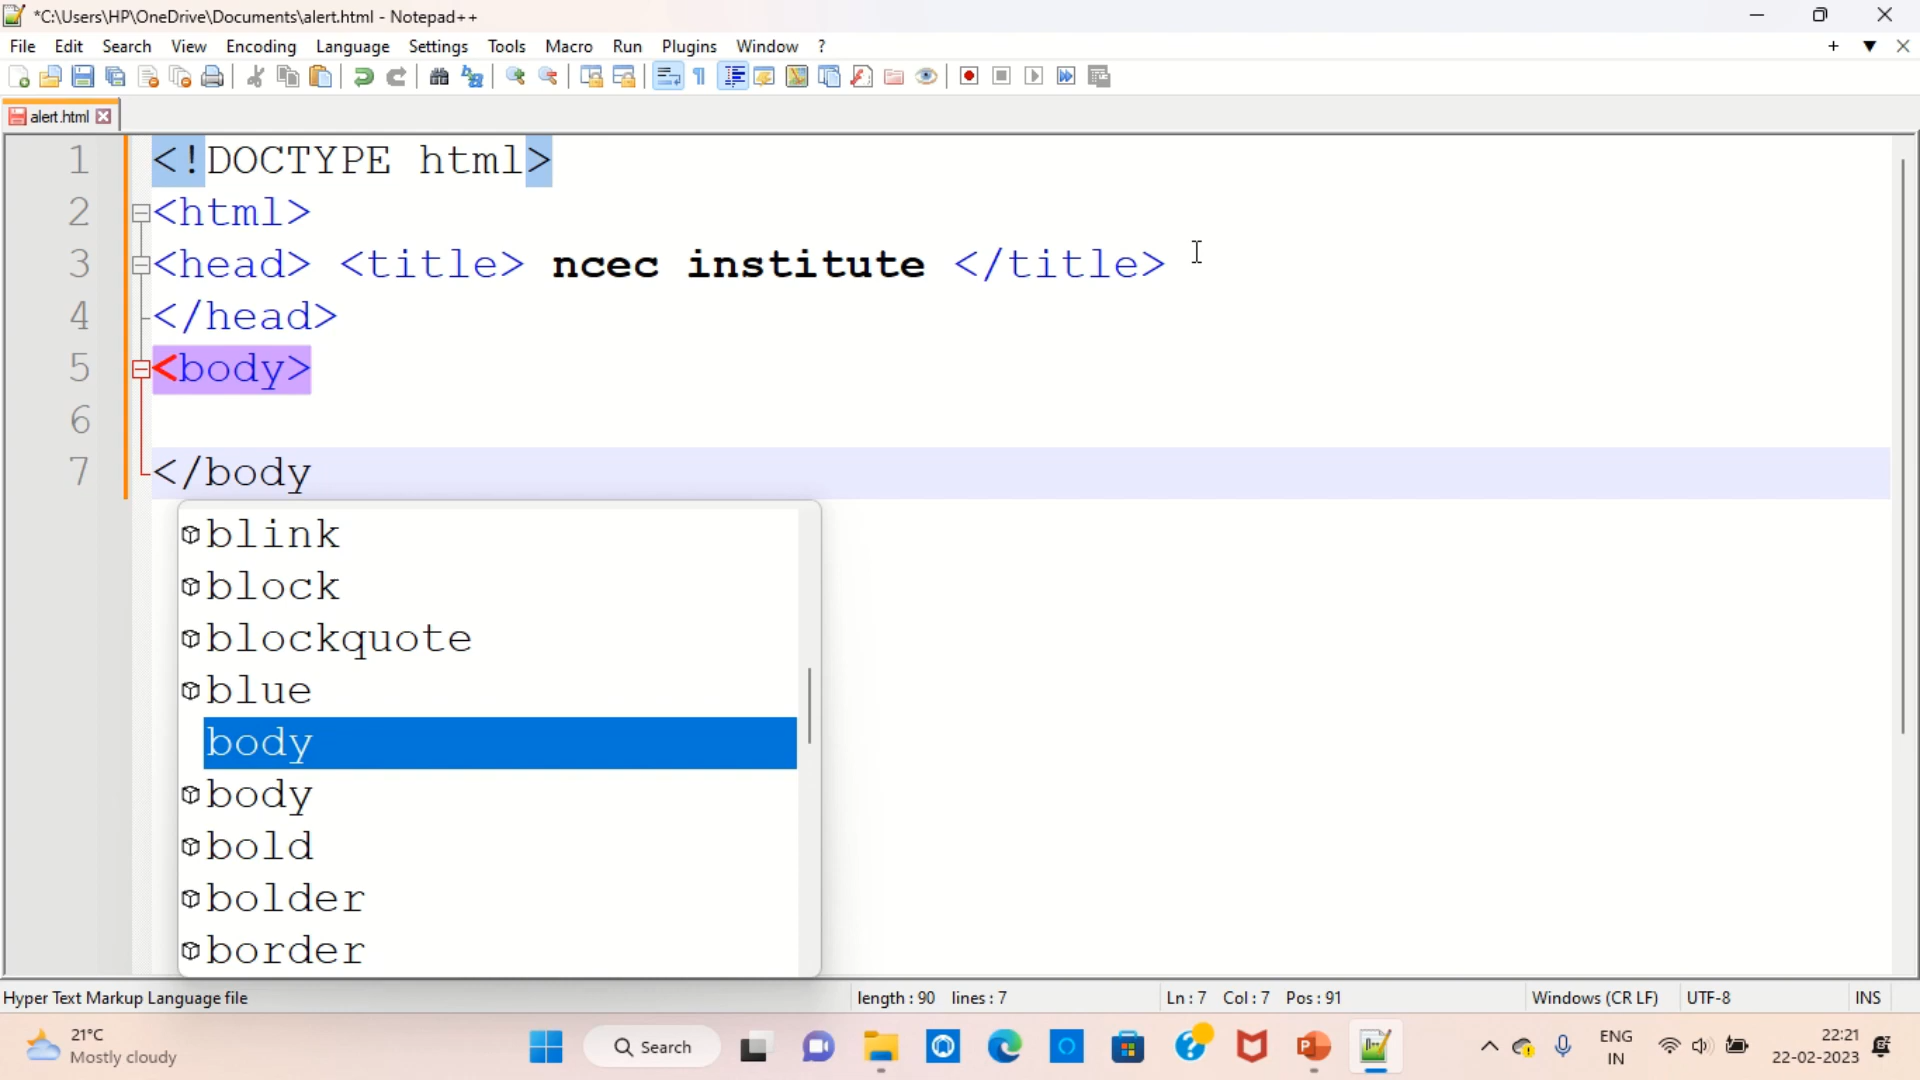 *C:\Users\HP\OneDrive\Documents\alert.html - Notepad++
File Edit Search View Encoding Language Settings Tools Macro Run Plugins Window ?
alert.html
1 <!DOCTYPE html>
2 <html>
3 <head> <title> ncec institute </title>
4 </head>
5 <body>
6
7 </body
blink
block
blockquote
blue
body
body
bold
bolder
border
Hyper Text Markup Language file length : 90 lines : 7 Ln : 7 Col : 7 Pos : 91 Windows (CR LF) UTF-8 INS
21°C
Mostly cloudy
Search
ENG
IN
22:21
22-02-2023